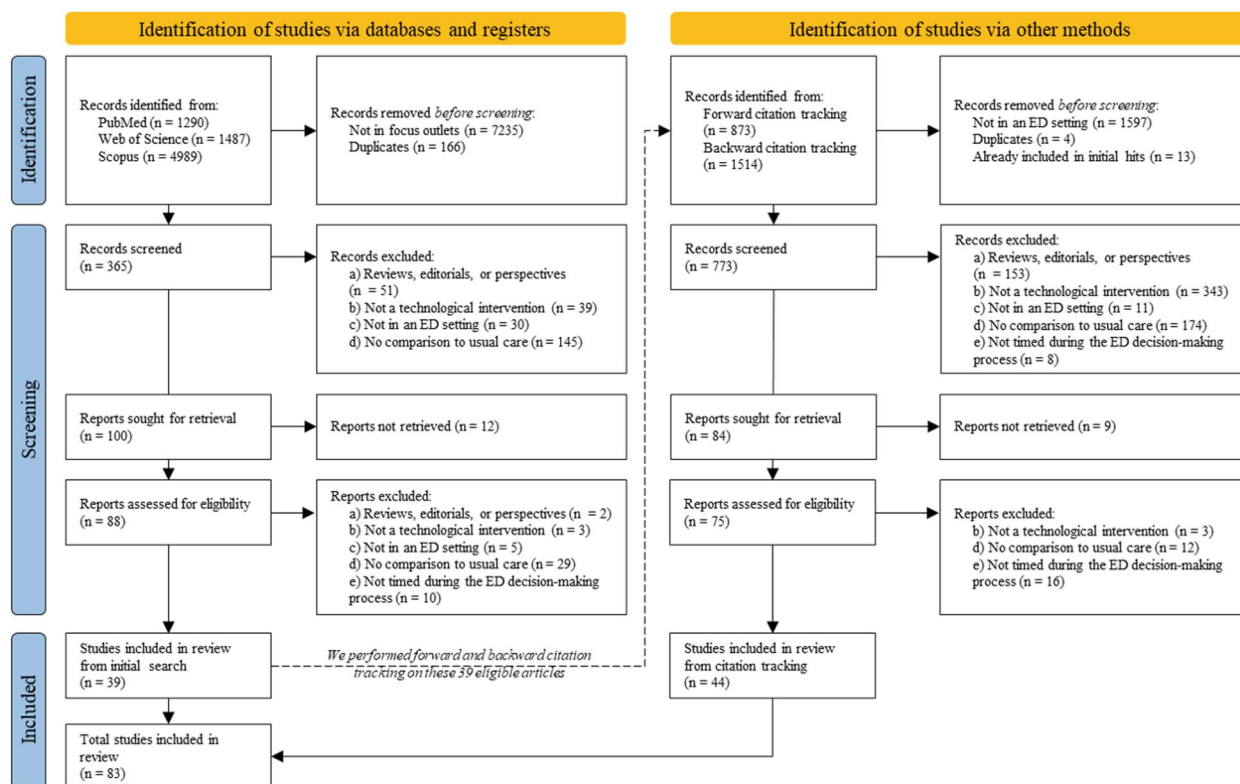 Identification of studies via databases and registers
Identification
Records identified from:
PubMed (n = 1290)
Web of Science (n = 1487)
Scopus (n = 4989)
Records removed before screening:
Not in focus outlets (n = 7235)
Duplicates (n = 166)
Screening
Records screened
(n = 365)
Records excluded:
a) Reviews, editorials, or perspectives
(n = 51)
b) Not a technological intervention (n = 39)
c) Not in an ED setting (n = 30)
d) No comparison to usual care (n = 145)
Reports sought for retrieval
(n = 100)
Reports not retrieved (n = 12)
Reports assessed for eligibility
(n = 88)
Reports excluded:
a) Reviews, editorials, or perspectives (n = 2)
b) Not a technological intervention (n = 3)
c) Not in an ED setting (n = 5)
d) No comparison to usual care (n = 29)
e) Not timed during the ED decision-making
process (n = 10)
Included
Studies included in review
from initial search
(n = 39)
We performed forward and backward citation
tracking on these 39 eligible articles
Total studies included in
review
(n = 83)
Identification of studies via other methods
Records identified from:
Forward citation tracking
(n = 873)
Backward citation tracking
(n = 1514)
Records removed before screening:
Not in an ED setting (n = 1597)
Duplicates (n = 4)
Already included in initial hits (n = 13)
Records screened
(n = 773)
Records excluded:
a) Reviews, editorials, or perspectives
(n = 153)
b) Not a technological intervention (n = 343)
c) Not in an ED setting (n = 11)
d) No comparison to usual care (n = 174)
e) Not timed during the ED decision-making
process (n = 8)
Reports sought for retrieval
(n = 84)
Reports not retrieved (n = 9)
Reports assessed for eligibility
(n = 75)
Reports excluded:
b) Not a technological intervention (n = 3)
d) No comparison to usual care (n = 12)
e) Not timed during the ED decision-making
process (n = 16)
Studies included in review
from citation tracking
(n = 44)